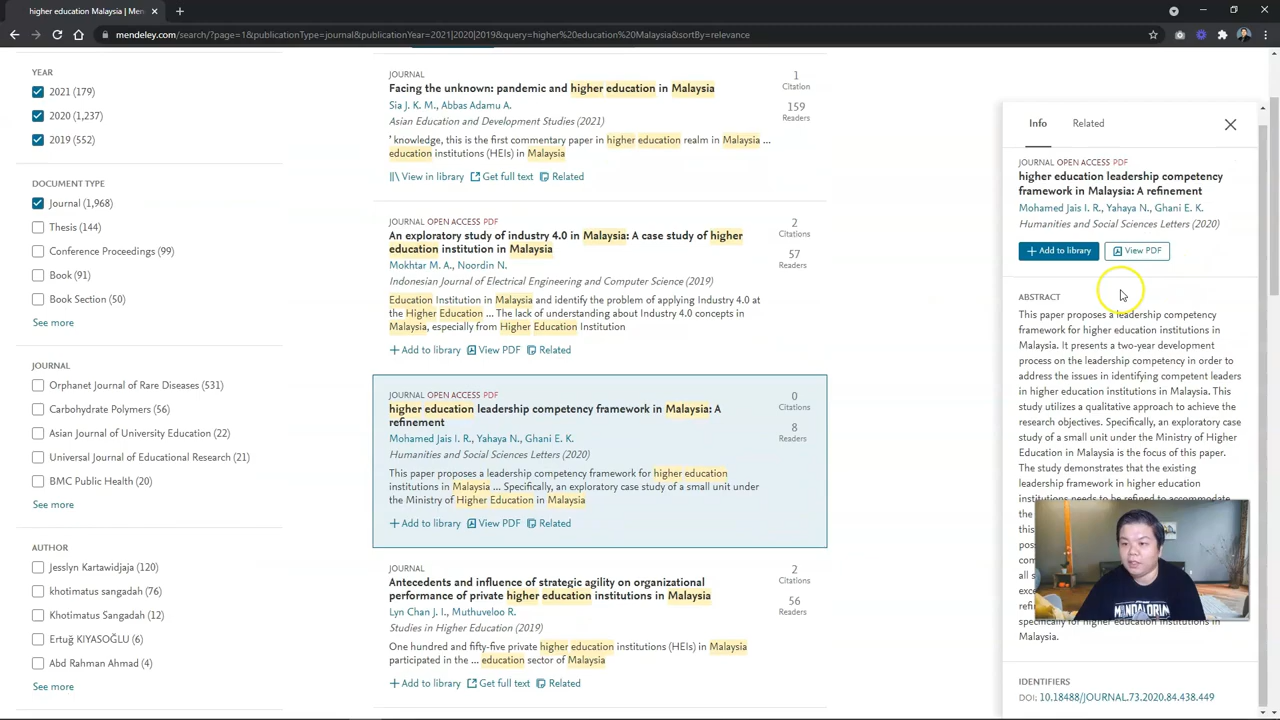 higher education in Malaysia | Men
mendeley.com/search/?page=1&publicationType=journal&publicationYear=2021|2020|2019&query=higher%20education%20Malaysia&sortBy=relevance
YEAR
2021 (179)
2020 (1,237)
2019 (552)
DOCUMENT TYPE
Journal (1,968)
Thesis (144)
Conference Proceedings (99)
Book (91)
Book Section (50)
See more
JOURNAL
Orphanet Journal of Rare Diseases (531)
Carbohydrate Polymers (56)
Asian Journal of University Education (22)
Universal Journal of Educational Research (21)
BMC Public Health (20)
See more
AUTHOR
Jesslyn Kartawidjaja (120)
khotimatus sangadah (76)
Khotimatus Sangadah (12)
Ertuğ KIYASOĞLU (6)
Abd Rahman Ahmad (4)
See more
JOURNAL
Facing the unknown: pandemic and higher education in Malaysia
Sia J. K. M., Abbas Adamu A.
Asian Education and Development Studies (2021)
' knowledge, this is the first commentary paper in higher education realm in Malaysia ...
education institutions (HEIs) in Malaysia
View in library Get full text Related
1
Citation
159
Readers
JOURNAL OPEN ACCESS PDF
An exploratory study of industry 4.0 in Malaysia: A case study of higher
education institution in Malaysia
Mokhtar M. A., Noordin N.
Indonesian Journal of Electrical Engineering and Computer Science (2019)
Education Institution in Malaysia and identify the problem of applying Industry 4.0 at
the Higher Education ... The lack of understanding about Industry 4.0 concepts in
Malaysia, especially from Higher Education Institution
+ Add to library View PDF Related
2
Citations
57
Readers
JOURNAL OPEN ACCESS PDF
higher education leadership competency framework in Malaysia: A
refinement
Mohamed Jais I. R., Yahaya N., Ghani E. K.
Humanities and Social Sciences Letters (2020)
This paper proposes a leadership competency framework for higher education
institutions in Malaysia ... Specifically, an exploratory case study of a small unit under
the Ministry of Higher Education in Malaysia
+ Add to library View PDF Related
0
Citations
8
Readers
JOURNAL
Antecedents and influence of strategic agility on organizational
performance of private higher education institutions in Malaysia
Lyn Chan J. I., Muthuveloo R.
Studies in Higher Education (2019)
One hundred and fifty-five private higher education institutions (HEIs) in Malaysia
participated in the ... education sector of Malaysia
+ Add to library Get full text Related
2
Citations
56
Readers
Info Related
JOURNAL OPEN ACCESS PDF
higher education leadership competency
framework in Malaysia: A refinement
Mohamed Jais I. R., Yahaya N., Ghani E. K.
Humanities and Social Sciences Letters (2020)
+ Add to library View PDF
ABSTRACT
This paper proposes a leadership competency
framework for higher education institutions in
Malaysia. It presents a two-year development
process on the leadership competency in order to
address the issues in identifying competent leaders
in higher education institutions in Malaysia. This
study utilizes a qualitative approach to achieve the
research objectives. Specifically, an exploratory case
study of a small unit under the Ministry of Higher
Education in Malaysia is the focus of this paper.
The study demonstrates that the existing
leadership framework in higher education
institutions needs to be refined to accommodate
the
this
all
specifically for higher education institutions in
Malaysia.
MANDALORIAN
IDENTIFIERS
DOI: 10.18488/JOURNAL.73.2020.84.438.449